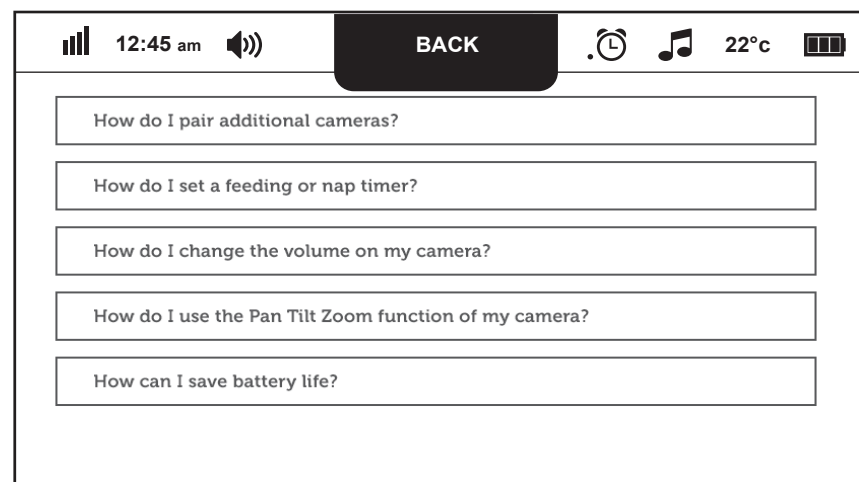 12:45 am BACK 22°c
How do I pair additional cameras?
How do I set a feeding or nap timer?
How do I change the volume on my camera?
How do I use the Pan Tilt Zoom function of my camera?
How can I save battery life?